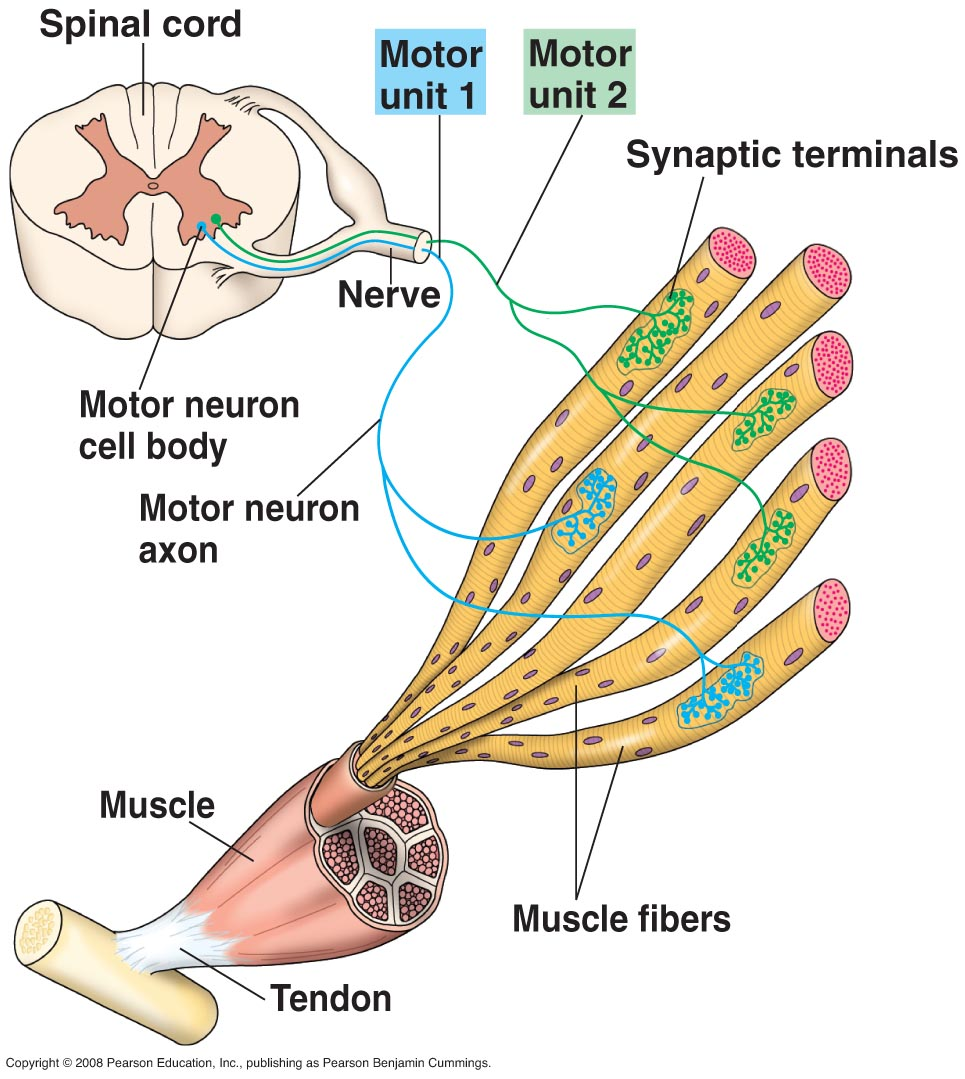 Spinal cord
Motor
unit 1
Motor
unit 2
Synaptic terminals
Nerve
Motor neuron
cell body
Motor neuron
axon
Muscle
Muscle fibers
Tendon
Copyright © 2008 Pearson Education, Inc., publishing as Pearson Benjamin Cummings.